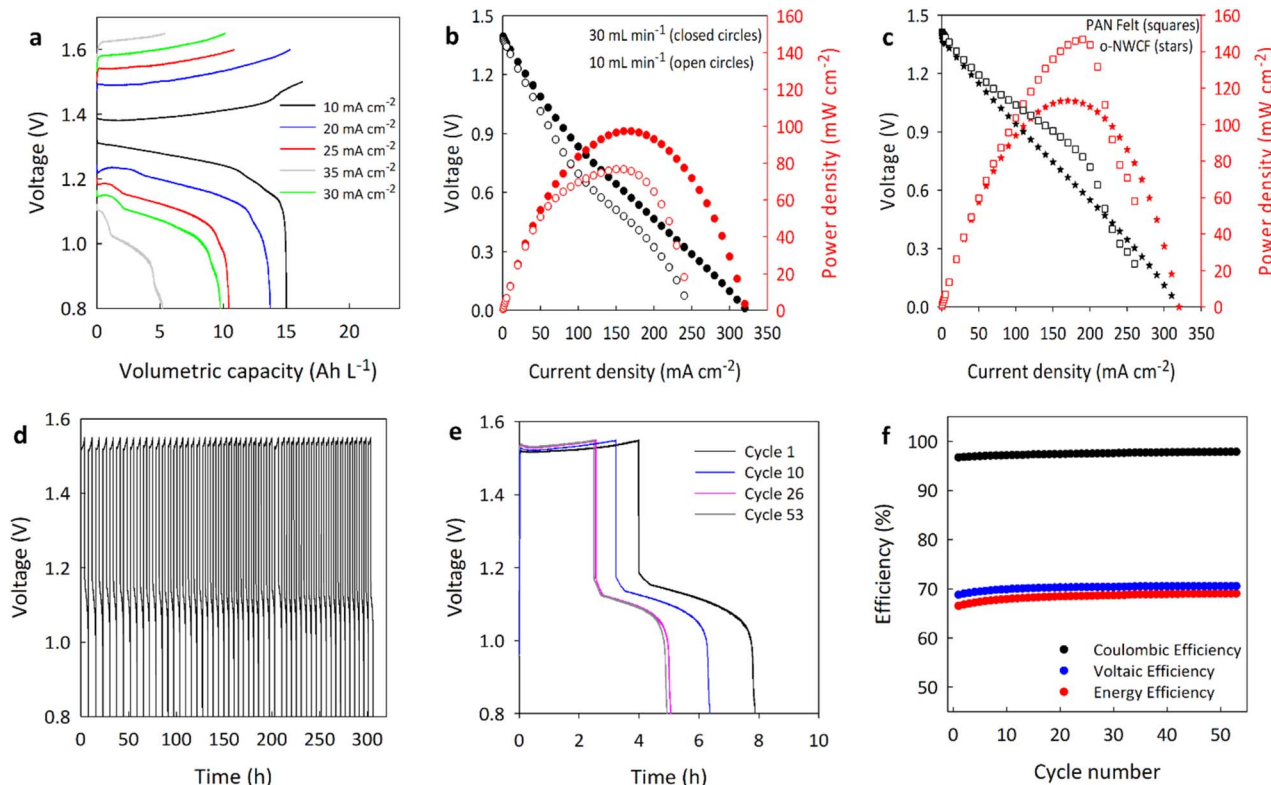 a
1.6
1.4
1.2
1.0
0.8
Voltage (V)
10 mA cm⁻²
20 mA cm⁻²
25 mA cm⁻²
35 mA cm⁻²
30 mA cm⁻²
0 5 10 15 20
Volumetric capacity (Ah L⁻¹)
b
30 mL min⁻¹ (closed circles)
10 mL min⁻¹ (open circles)
1.5
1.2
0.9
0.6
0.3
0.0
Voltage (V)
160
140
120
100
80
60
40
20
0
Power density (mW cm⁻²)
0 50 100 150 200 250 300 350
Current density (mA cm⁻²)
c
PAN Felt (squares)
o-NWCF (stars)
1.5
1.2
0.9
0.6
0.3
0.0
Voltage (V)
160
140
120
100
80
60
40
20
0
Power density (mW cm⁻²)
0 50 100 150 200 250 300 350
Current density (mA cm⁻²)
d
1.6
1.4
1.2
1.0
0.8
Voltage (V)
0 50 100 150 200 250 300
Time (h)
e
1.6
1.4
1.2
1.0
0.8
Voltage (V)
Cycle 1
Cycle 10
Cycle 26
Cycle 53
0 2 4 6 8 10
Time (h)
f
100
90
80
70
60
50
Efficiency (%)
Coulombic Efficiency
Voltaic Efficiency
Energy Efficiency
0 10 20 30 40 50
Cycle number